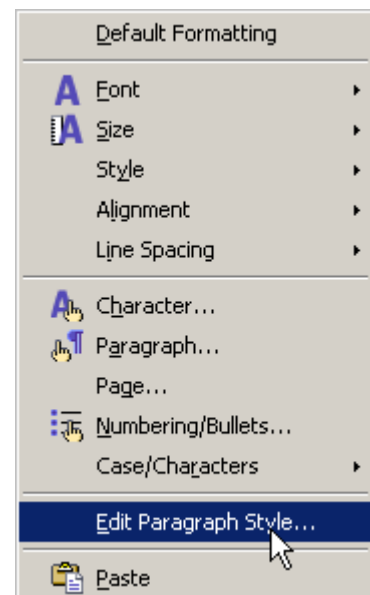 Default Formatting
Font
Size
Style
Alignment
Line Spacing
Character...
Paragraph...
Page...
Numbering/Bullets...
Case/Characters
Edit Paragraph Style...
Paste